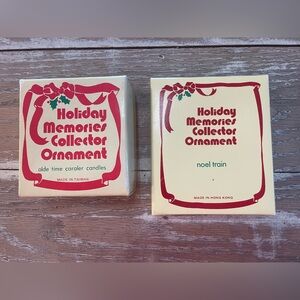 Holiday
Memories
Collector
Ornament
olde time caroler candles
MADE IN TAIWAN
Holiday
Memories
Collector
Ornament
noel train
MADE IN HONG KONG